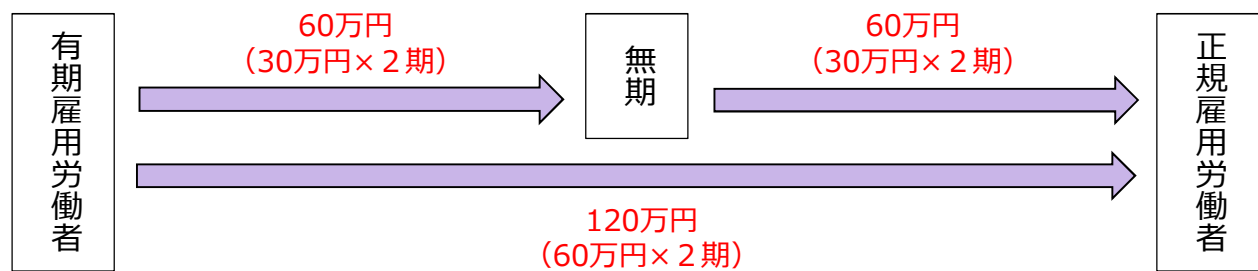 有期雇用労働者
60万円
（30万円×２期）
無期
60万円
（30万円×２期）
正規雇用労働者
120万円
（60万円×２期）